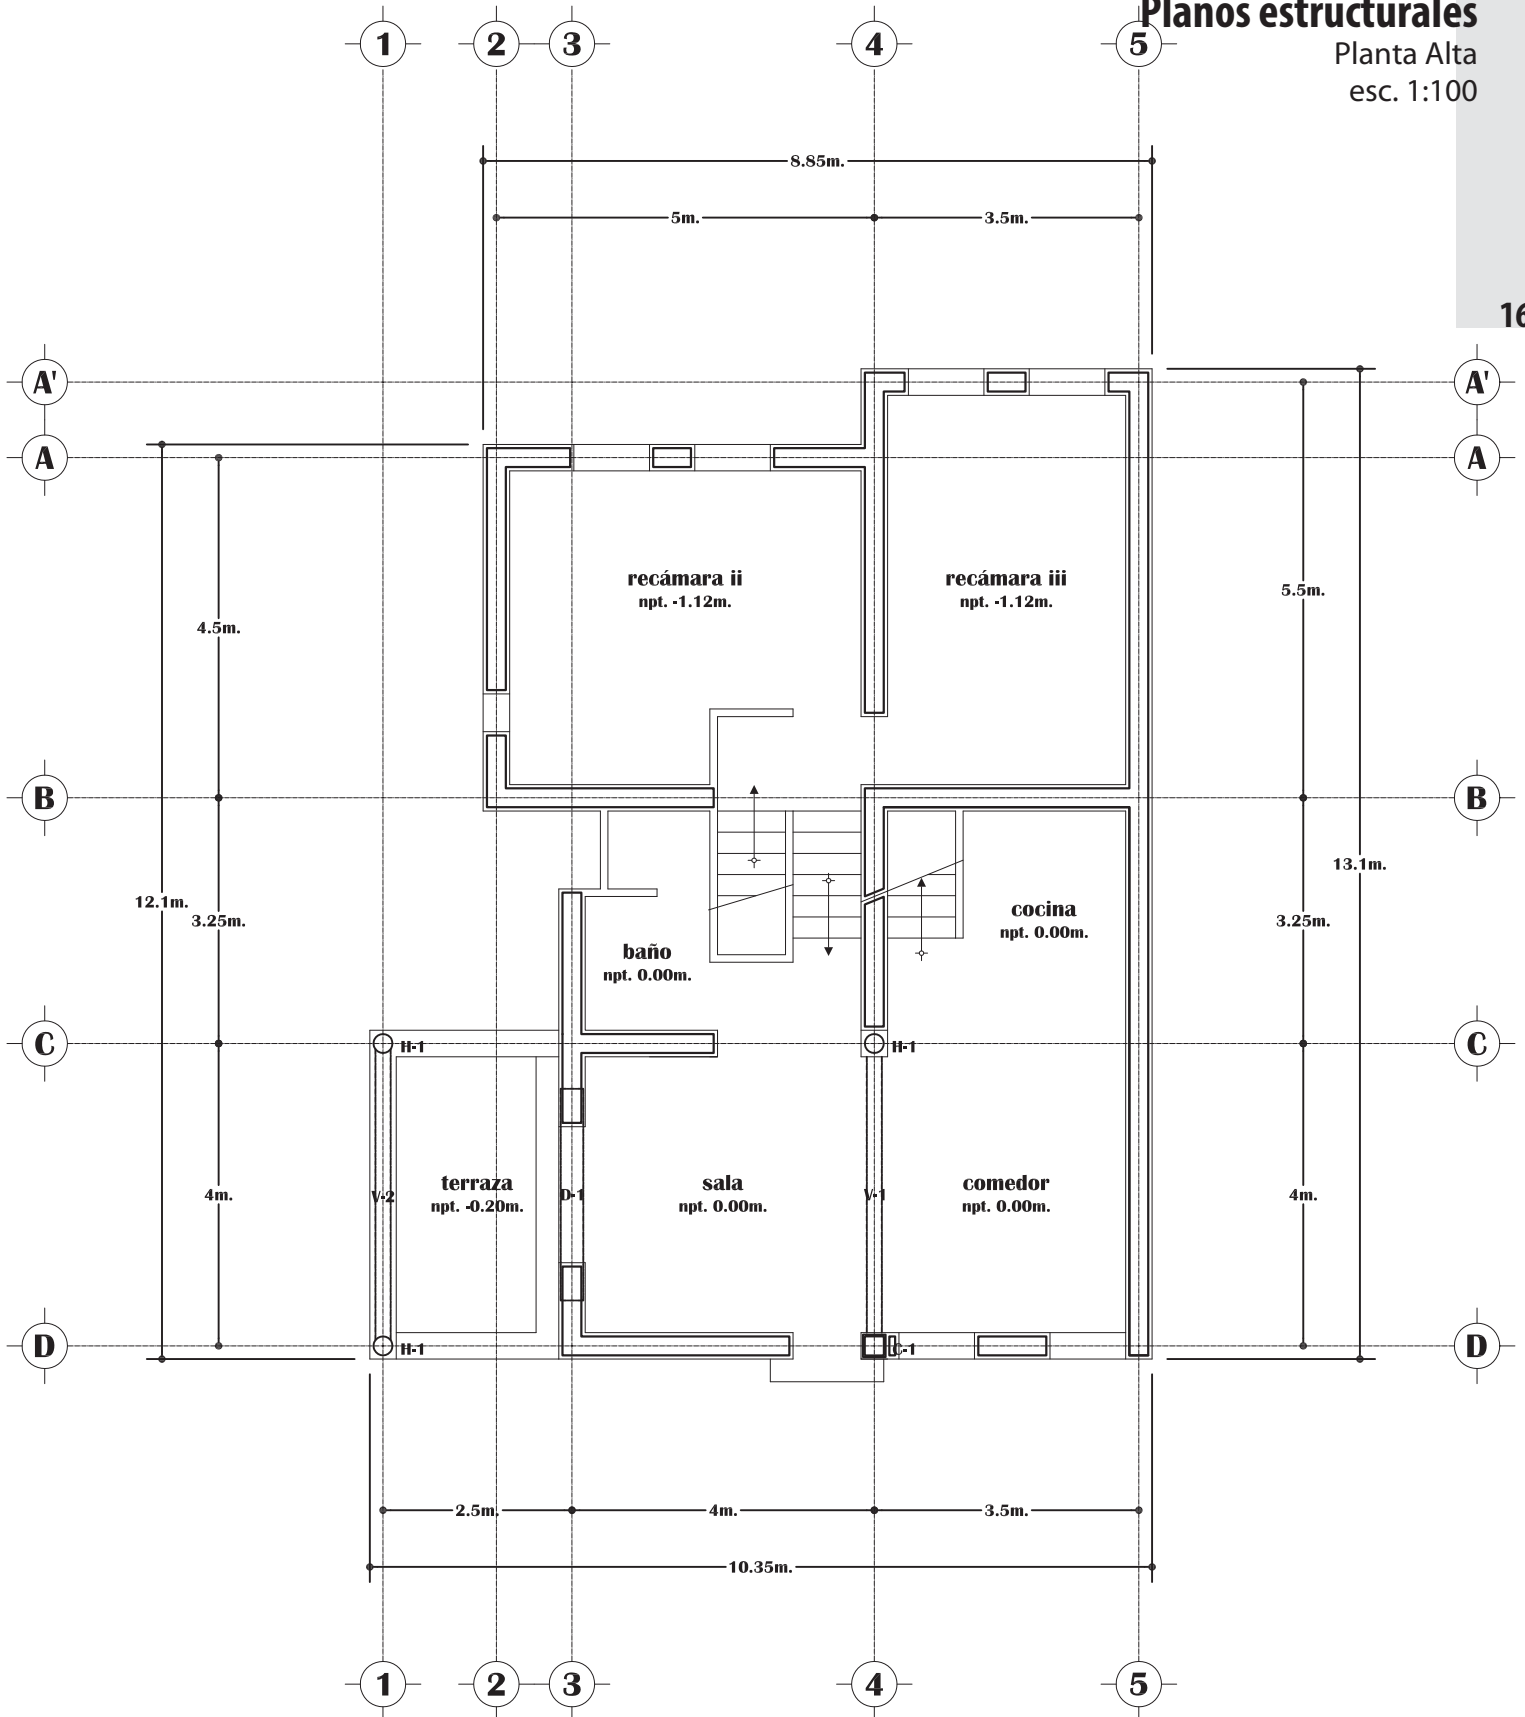 Planos estructurales
Planta Alta
esc. 1:100
1 2 3 4 5
8.85m.
5m. 3.5m.
16
A' A'
A A
recámara ii
npt. -1.12m.
recámara iii
npt. -1.12m.
5.5m.
4.5m.
B B
13.1m.
12.1m.
3.25m.
3.25m.
cocina
npt. 0.00m.
baño
npt. 0.00m.
C C
H-1 H-1
terraza
npt. -0.20m.
sala
npt. 0.00m.
comedor
npt. 0.00m.
4m. V-2 D-1 V-1 4m.
D D
H-1 C-1
2.5m. 4m. 3.5m.
10.35m.
1 2 3 4 5